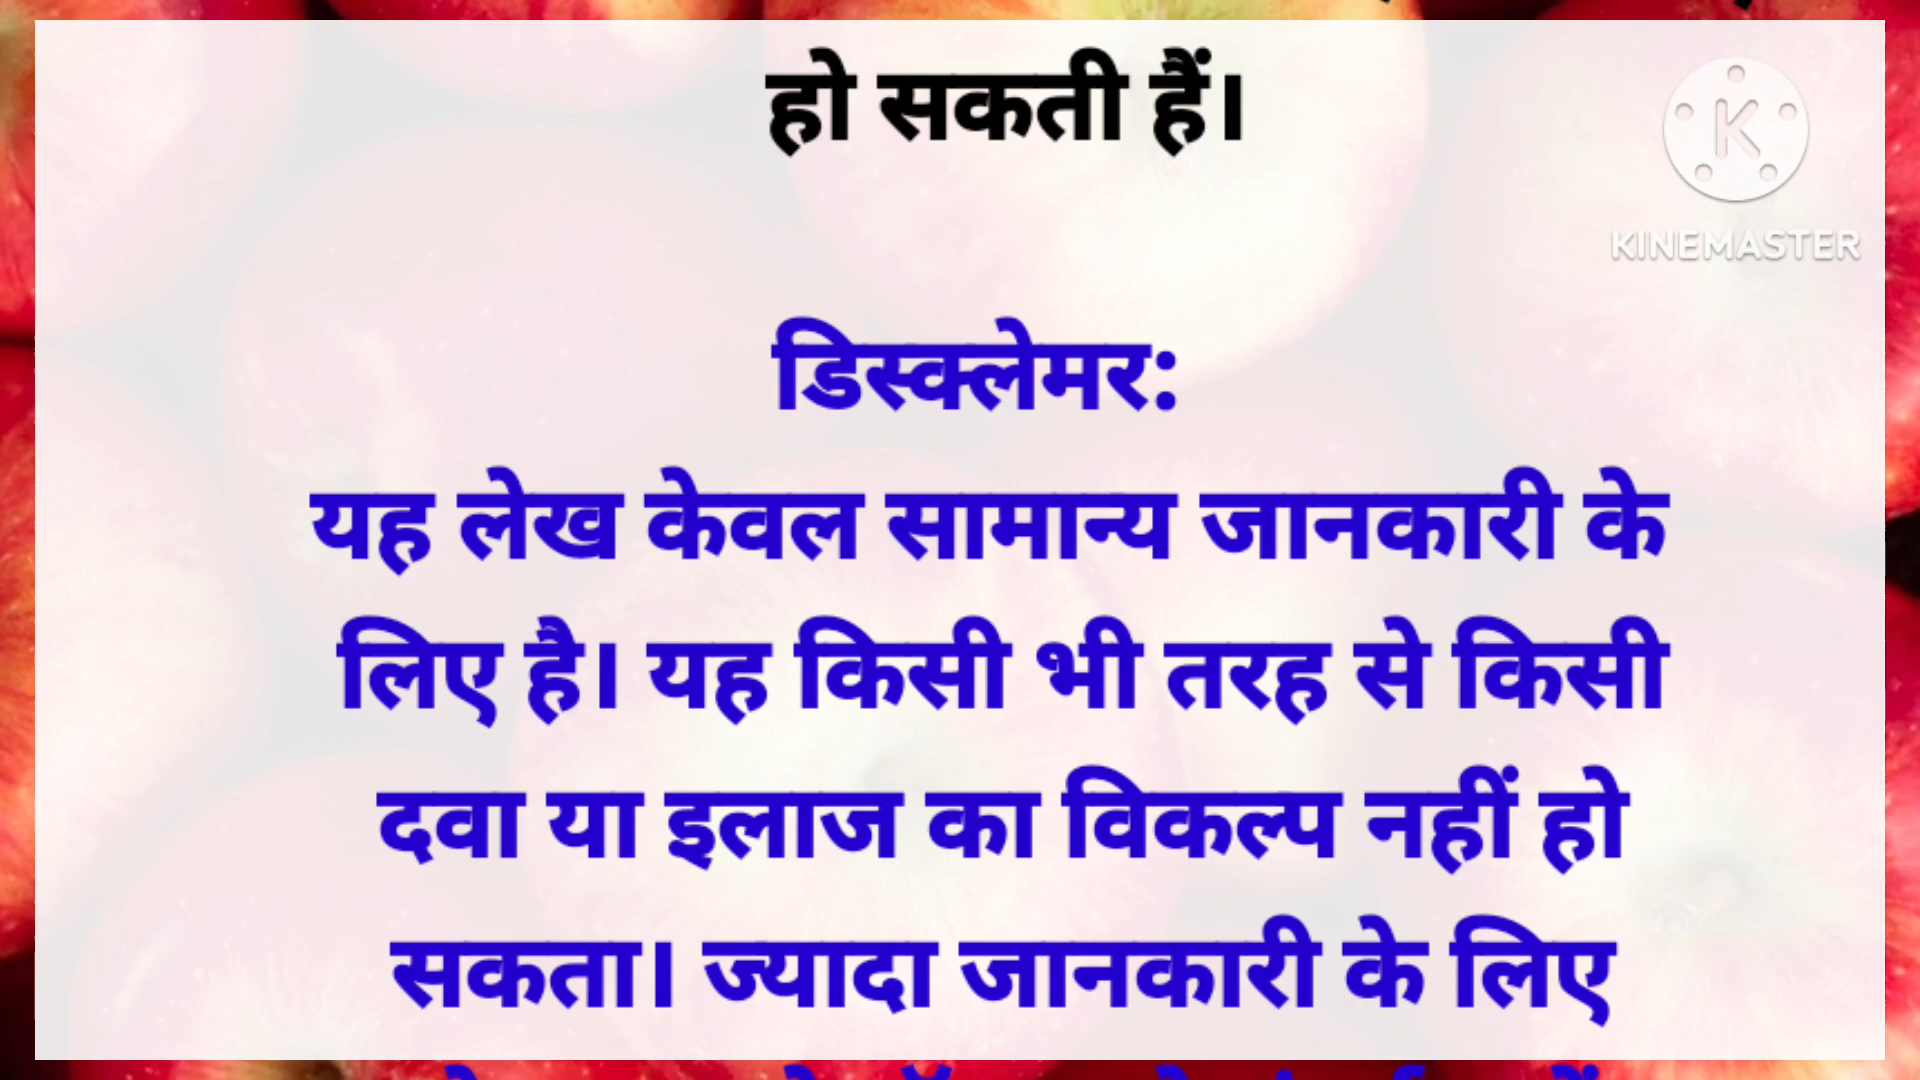 हो सकती हैं।
K
KINEMASTER
डिस्क्लेमर:
यह लेख केवल सामान्य जानकारी के
लिए है। यह किसी भी तरह से किसी
दवा या इलाज का विकल्प नहीं हो
सकता। ज्यादा जानकारी के लिए